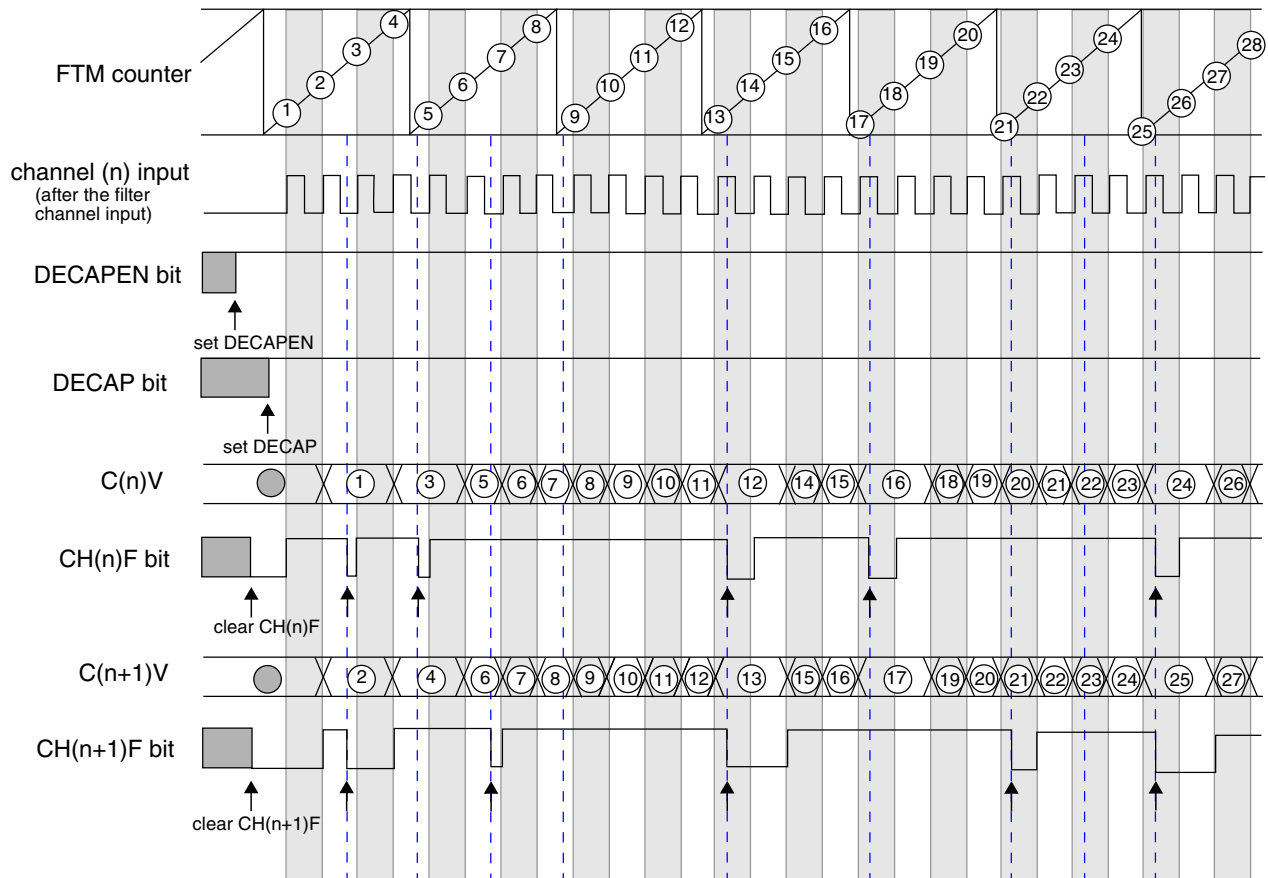 4 8 12 16 20 24 28
3 7 11 15 19 23 27
FTM counter 2 6 10 14 18 22 26
1 5 9 13 17 21 25
channel (n) input
(after the filter
channel input)
DECAPEN bit
set DECAPEN
DECAP bit
set DECAP
C(n)V 1 3 5 6 7 8 9 10 11 12 14 15 16 18 19 20 21 22 23 24 26
CH(n)F bit
clear CH(n)F
C(n+1)V 2 4 6 7 8 9 10 11 12 13 15 16 17 19 20 21 22 23 24 25 27
CH(n+1)F bit
clear CH(n+1)F